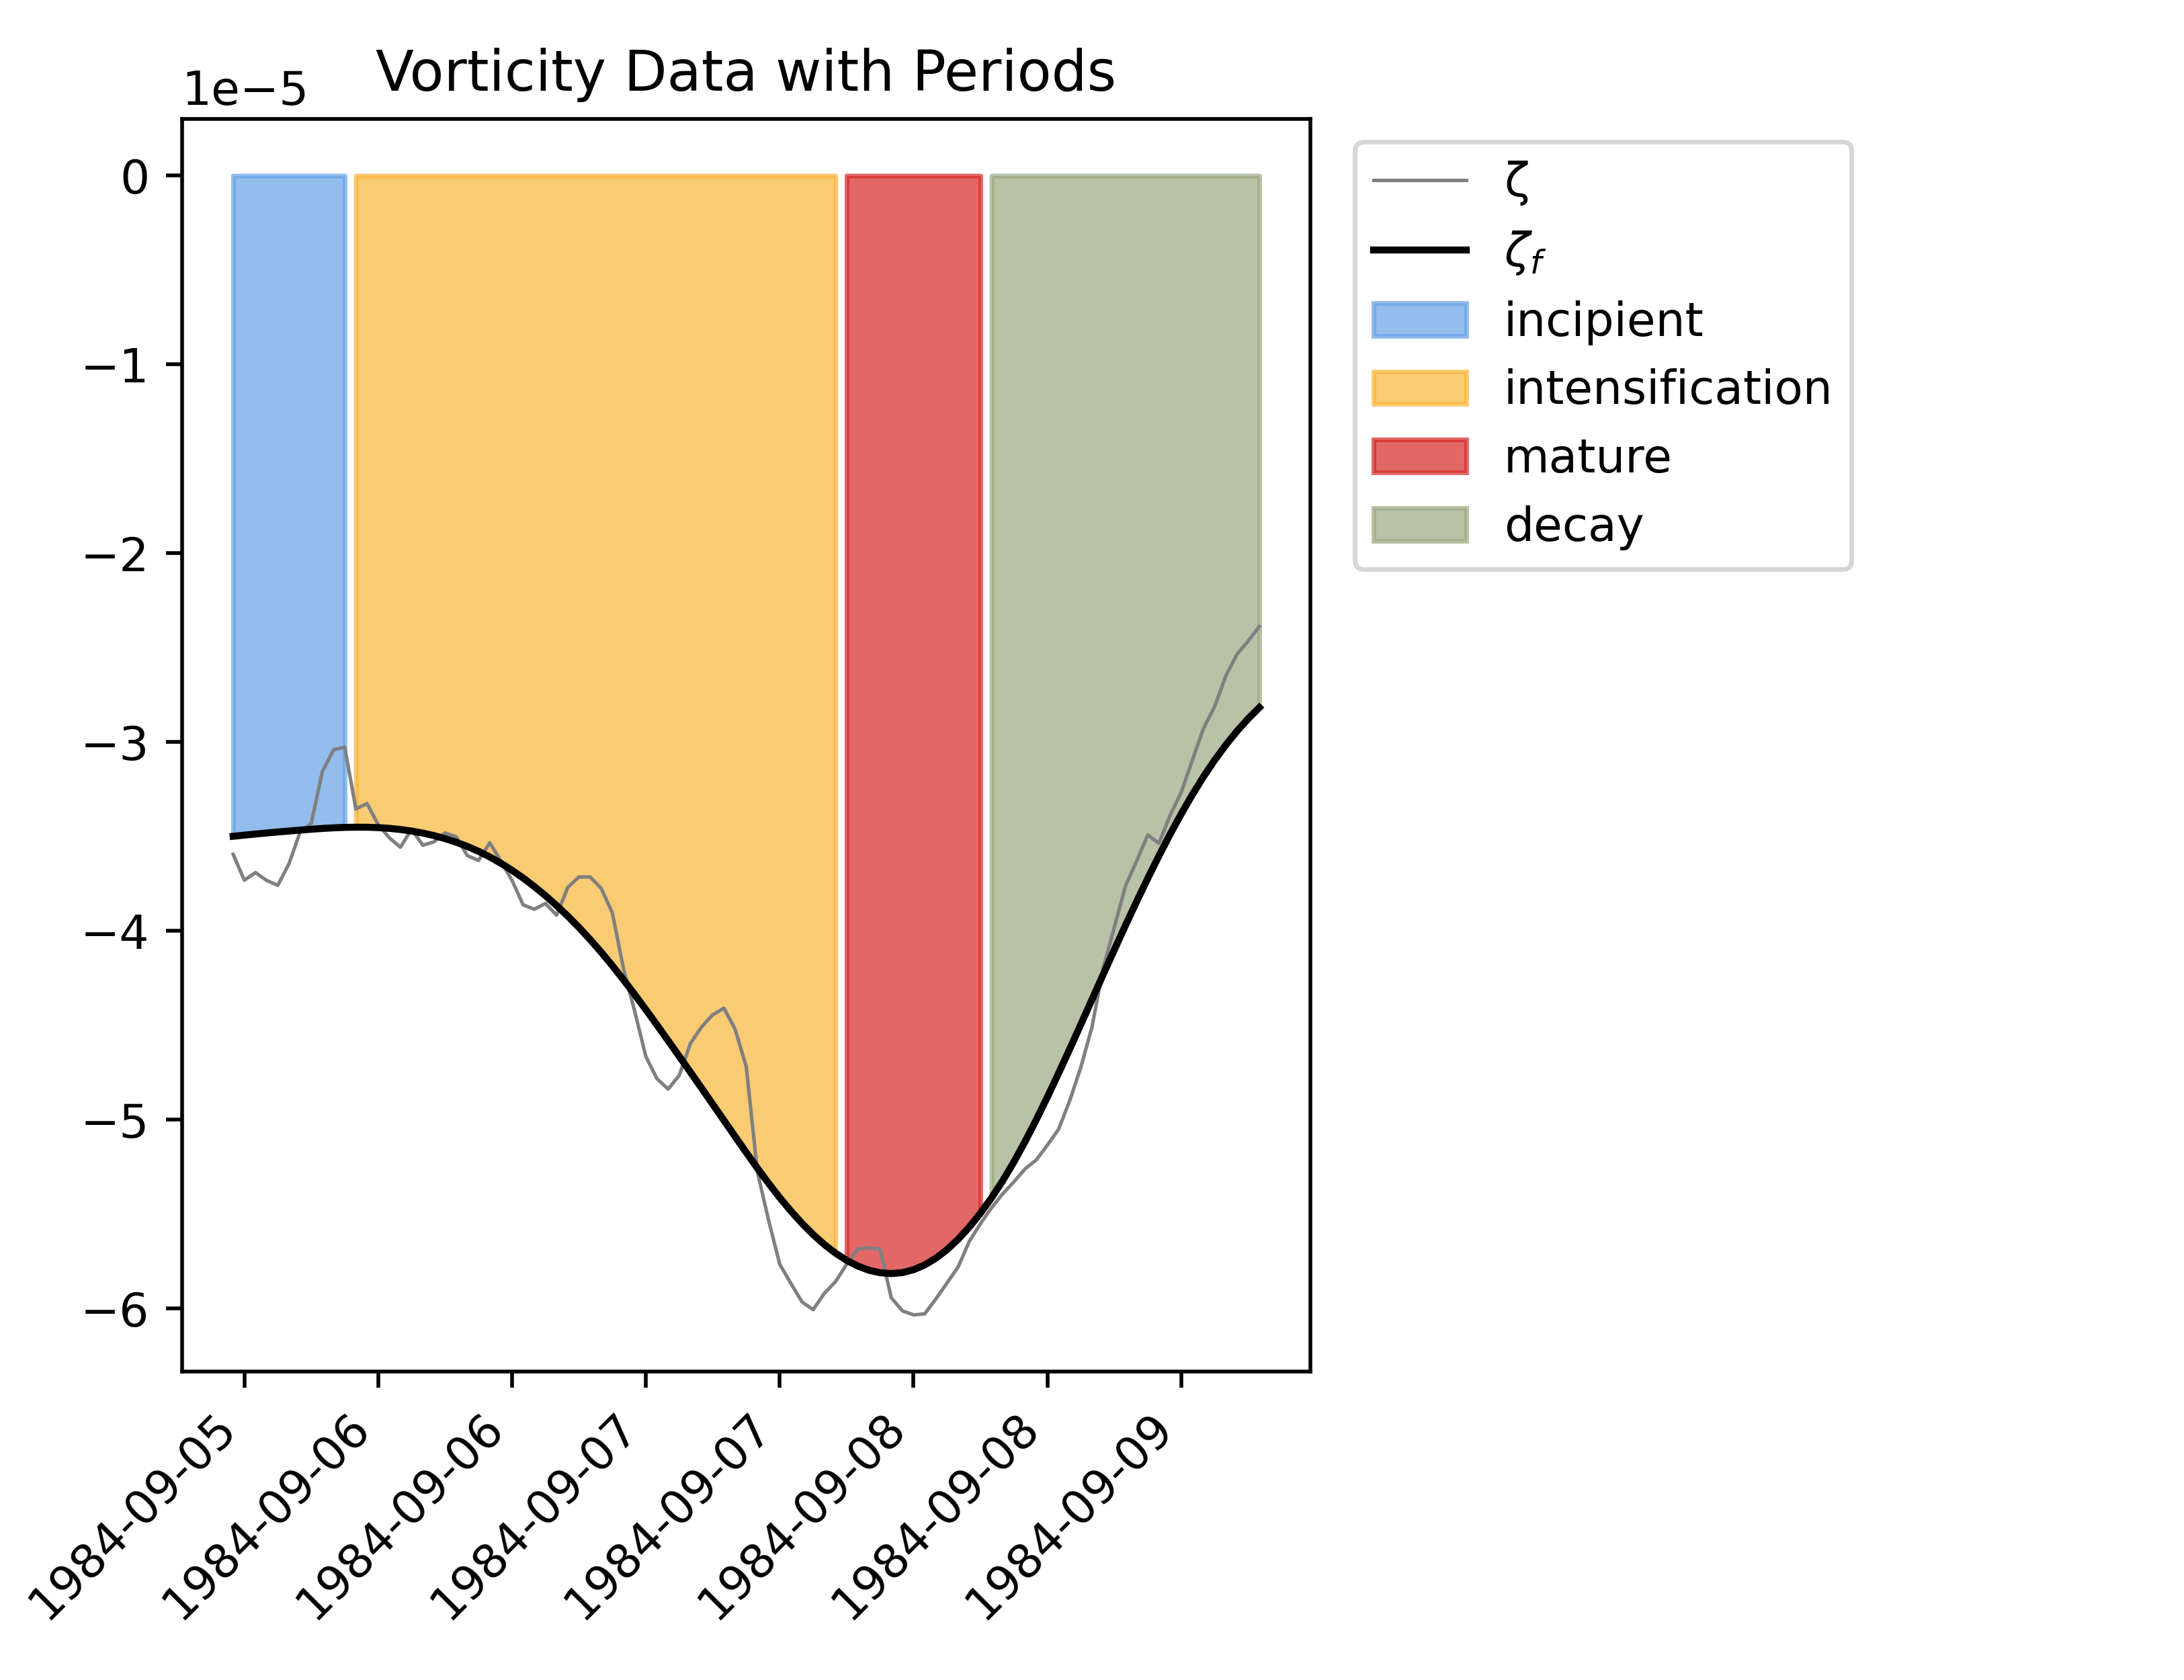 Vorticity Data with Periods
1e−5
0
−1
−2
−3
−4
−5
−6
1984-09-05
1984-09-06
1984-09-06
1984-09-07
1984-09-07
1984-09-08
1984-09-08
1984-09-09
ζ
ζf
incipient
intensification
mature
decay